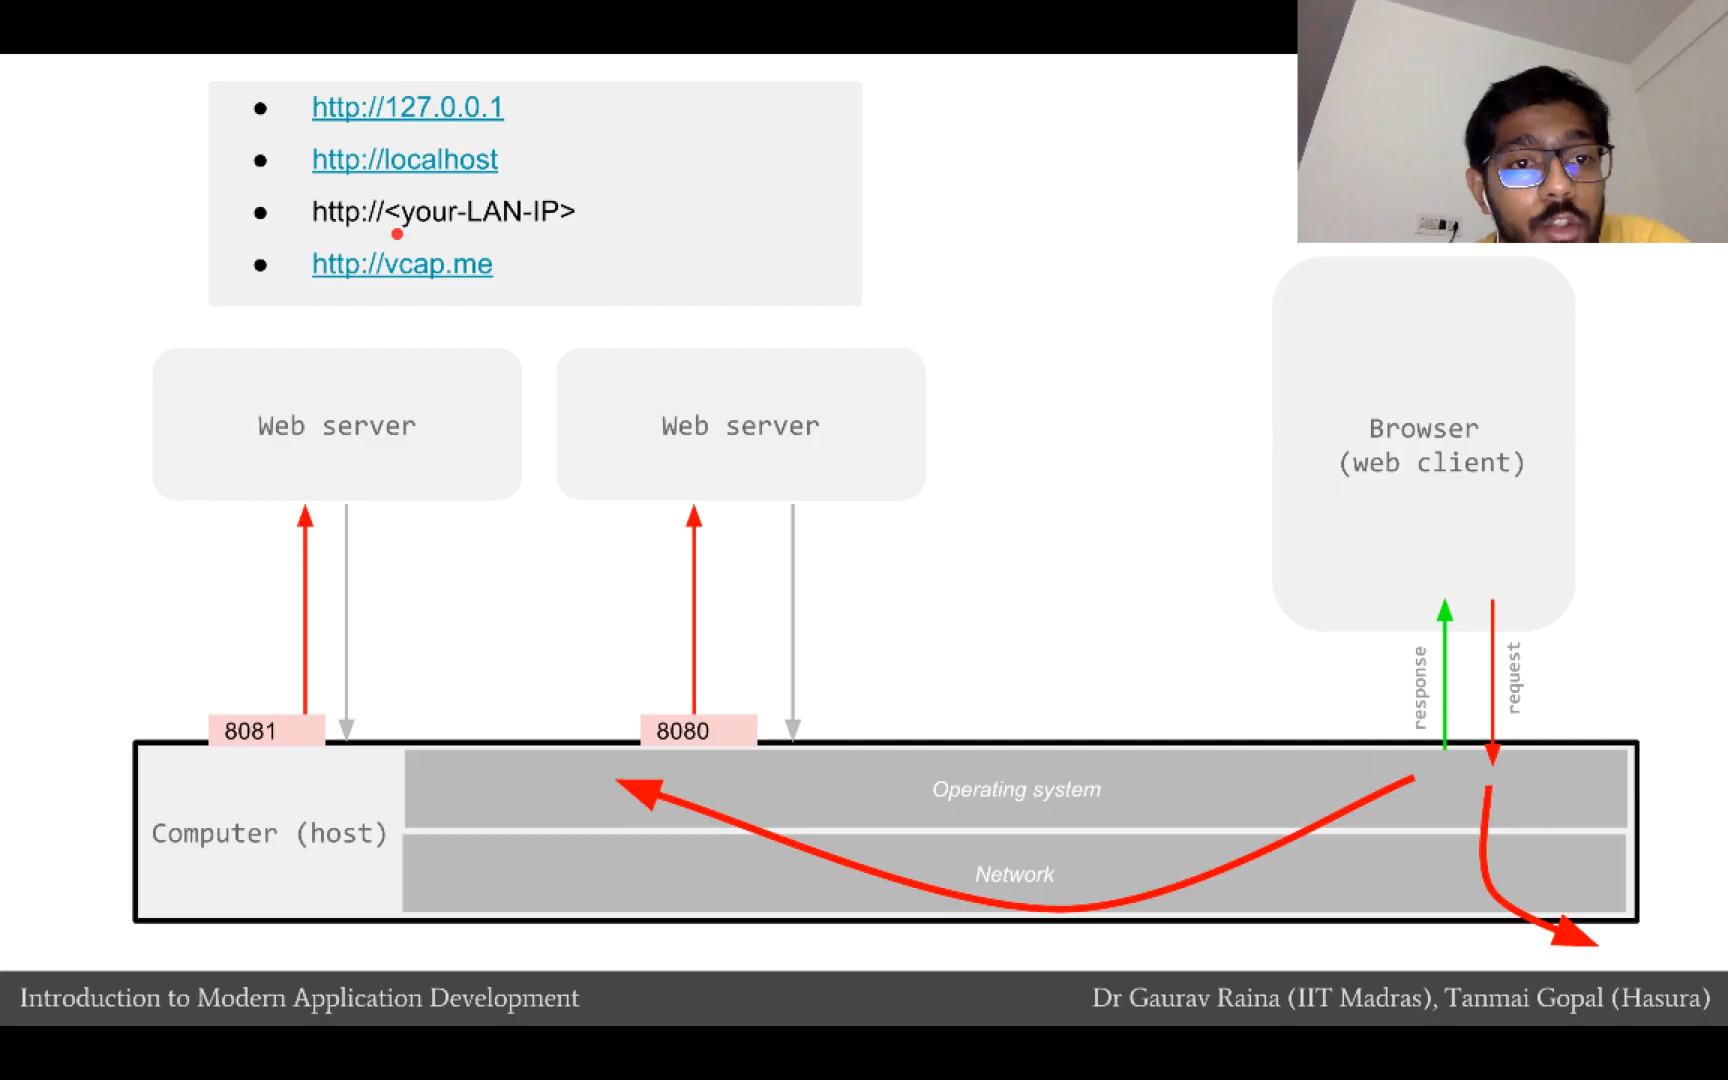 ● http://127.0.0.1
● http://localhost
● http://<your-LAN-IP>
● http://vcap.me
Web server
Web server
Browser
(web client)
response
request
8081
8080
Operating system
Computer (host)
Network
Introduction to Modern Application Development
Dr Gaurav Raina (IIT Madras), Tanmai Gopal (Hasura)